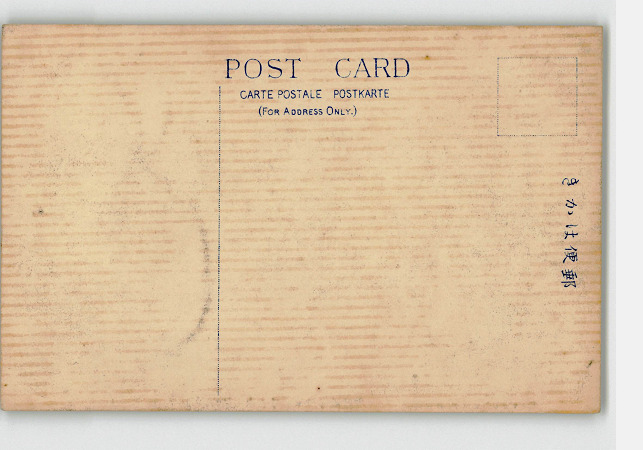 POST CARD
CARTE POSTALE POSTKARTE
(FOR ADDRESS ONLY.)
きかは便郵